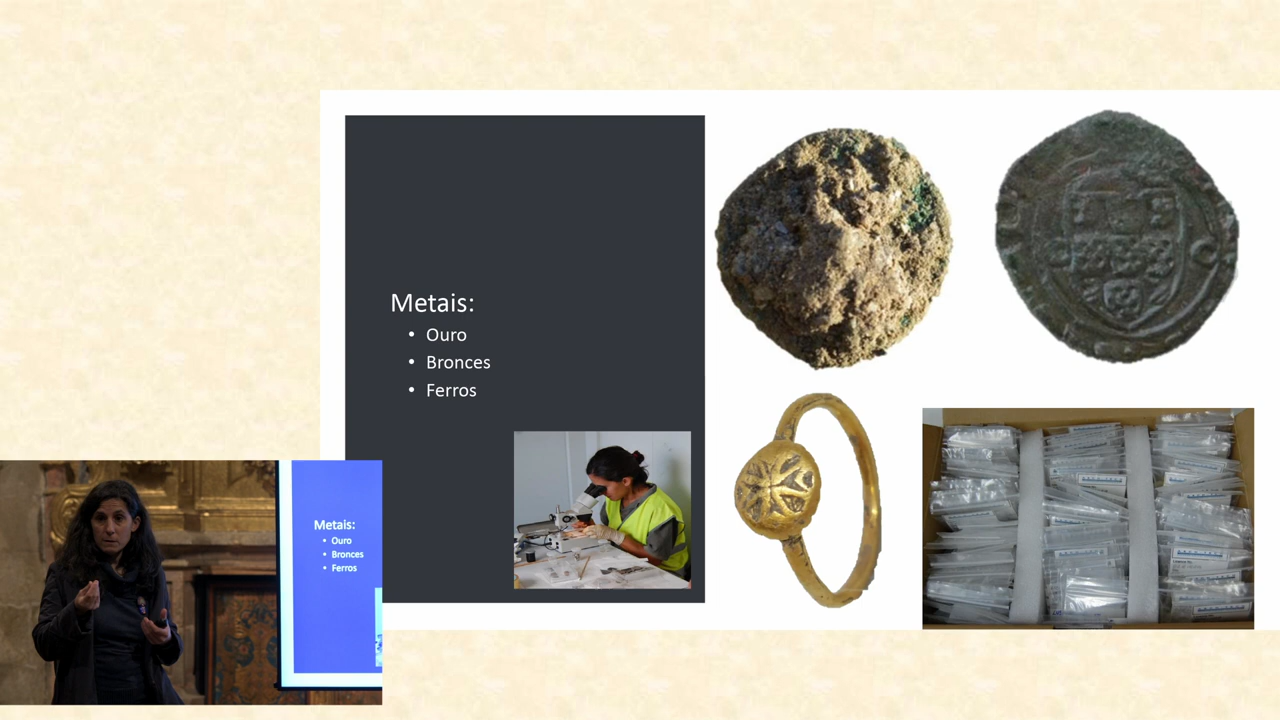 Metais:
• Ouro
• Bronces
• Ferros
Metais:
• Ouro
• Bronces
• Ferros